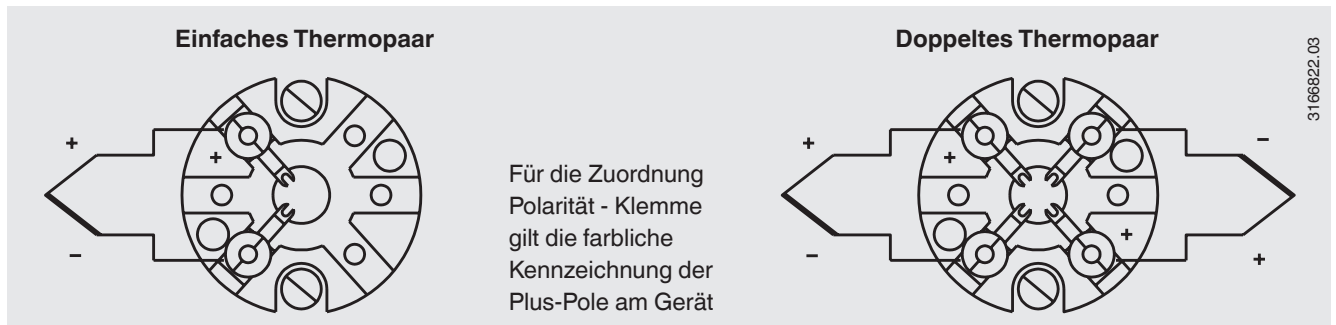 Einfaches Thermopaar
+
+
−
Für die Zuordnung
Polarität - Klemme
gilt die farbliche
Kennzeichnung der
Plus-Pole am Gerät
Doppeltes Thermopaar
+
+
−
−
+
+
3166822.03